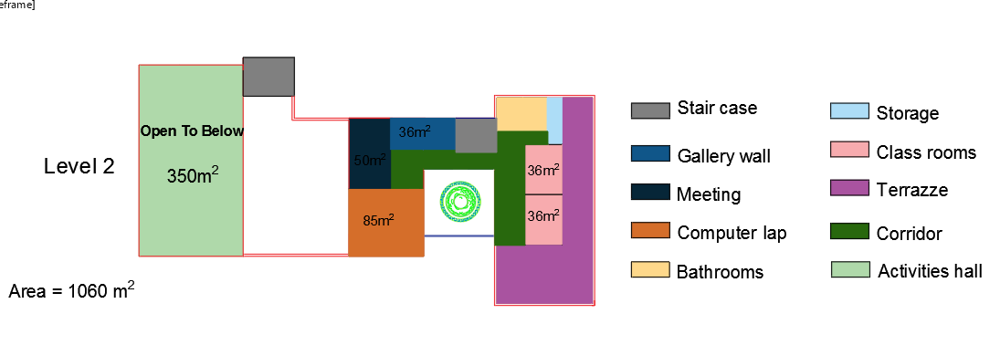 eframe]
Open To Below
350m²
Level 2
Area = 1060 m²
36m²
50m²
85m²
36m²
36m²
Stair case
Gallery wall
Meeting
Computer lap
Bathrooms
Storage
Class rooms
Terrazze
Corridor
Activities hall